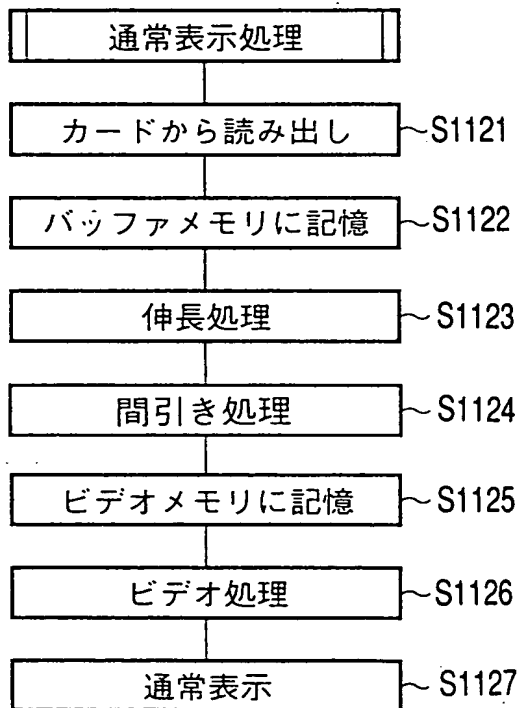 通常表示処理
カードから読み出し ~S1121
バッファメモリに記憶 ~S1122
伸長処理 ~S1123
間引き処理 ~S1124
ビデオメモリに記憶 ~S1125
ビデオ処理 ~S1126
通常表示 ~S1127